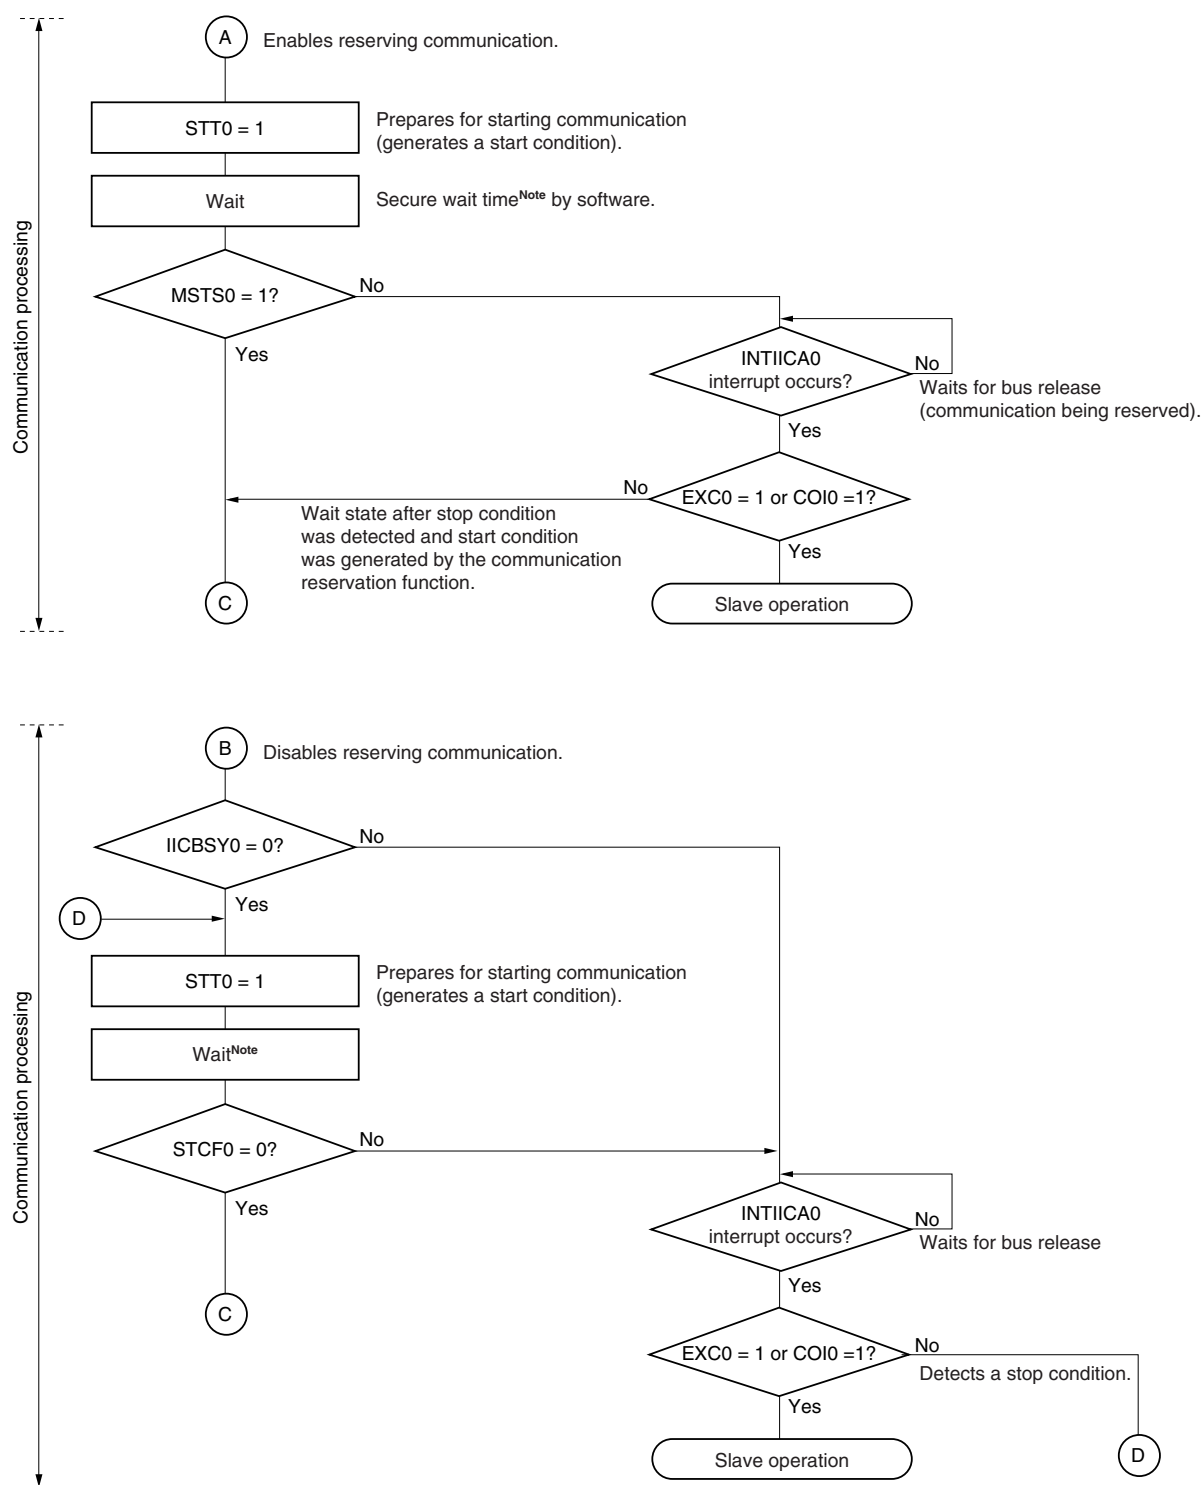 A
Enables reserving communication.
STT0 = 1
Prepares for starting communication
(generates a start condition).
Wait
Secure wait timeNote by software.
MSTS0 = 1?
No
Yes
INTIICA0
interrupt occurs?
No
Waits for bus release
(communication being reserved).
Yes
EXC0 = 1 or COI0 =1?
No
Wait state after stop condition
was detected and start condition
was generated by the communication
reservation function.
Yes
C
Slave operation
Communication processing
B
Disables reserving communication.
IICBSY0 = 0?
No
Yes
D
STT0 = 1
Prepares for starting communication
(generates a start condition).
WaitNote
STCF0 = 0?
No
Yes
INTIICA0
interrupt occurs?
No
Waits for bus release
Yes
C
EXC0 = 1 or COI0 =1?
No
Detects a stop condition.
Yes
Slave operation
D
Communication processing